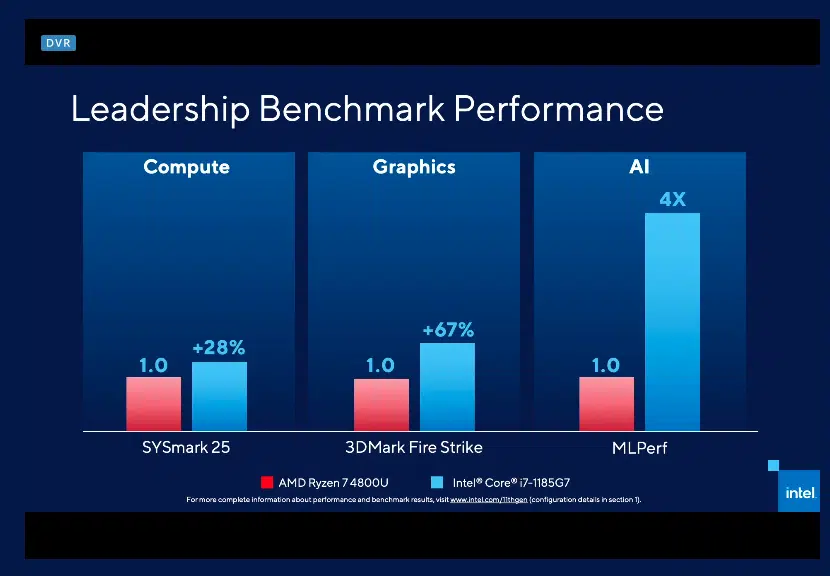 DVR
Leadership Benchmark Performance
Compute
1.0
+28%
SYSmark 25
Graphics
1.0
+67%
3DMark Fire Strike
AI
1.0
4X
MLPerf
AMD Ryzen 7 4800U
Intel® Core® i7-1185G7
For more complete information about performance and benchmark results, visit www.intel.com/11thgen (configuration details in section 1).
intel